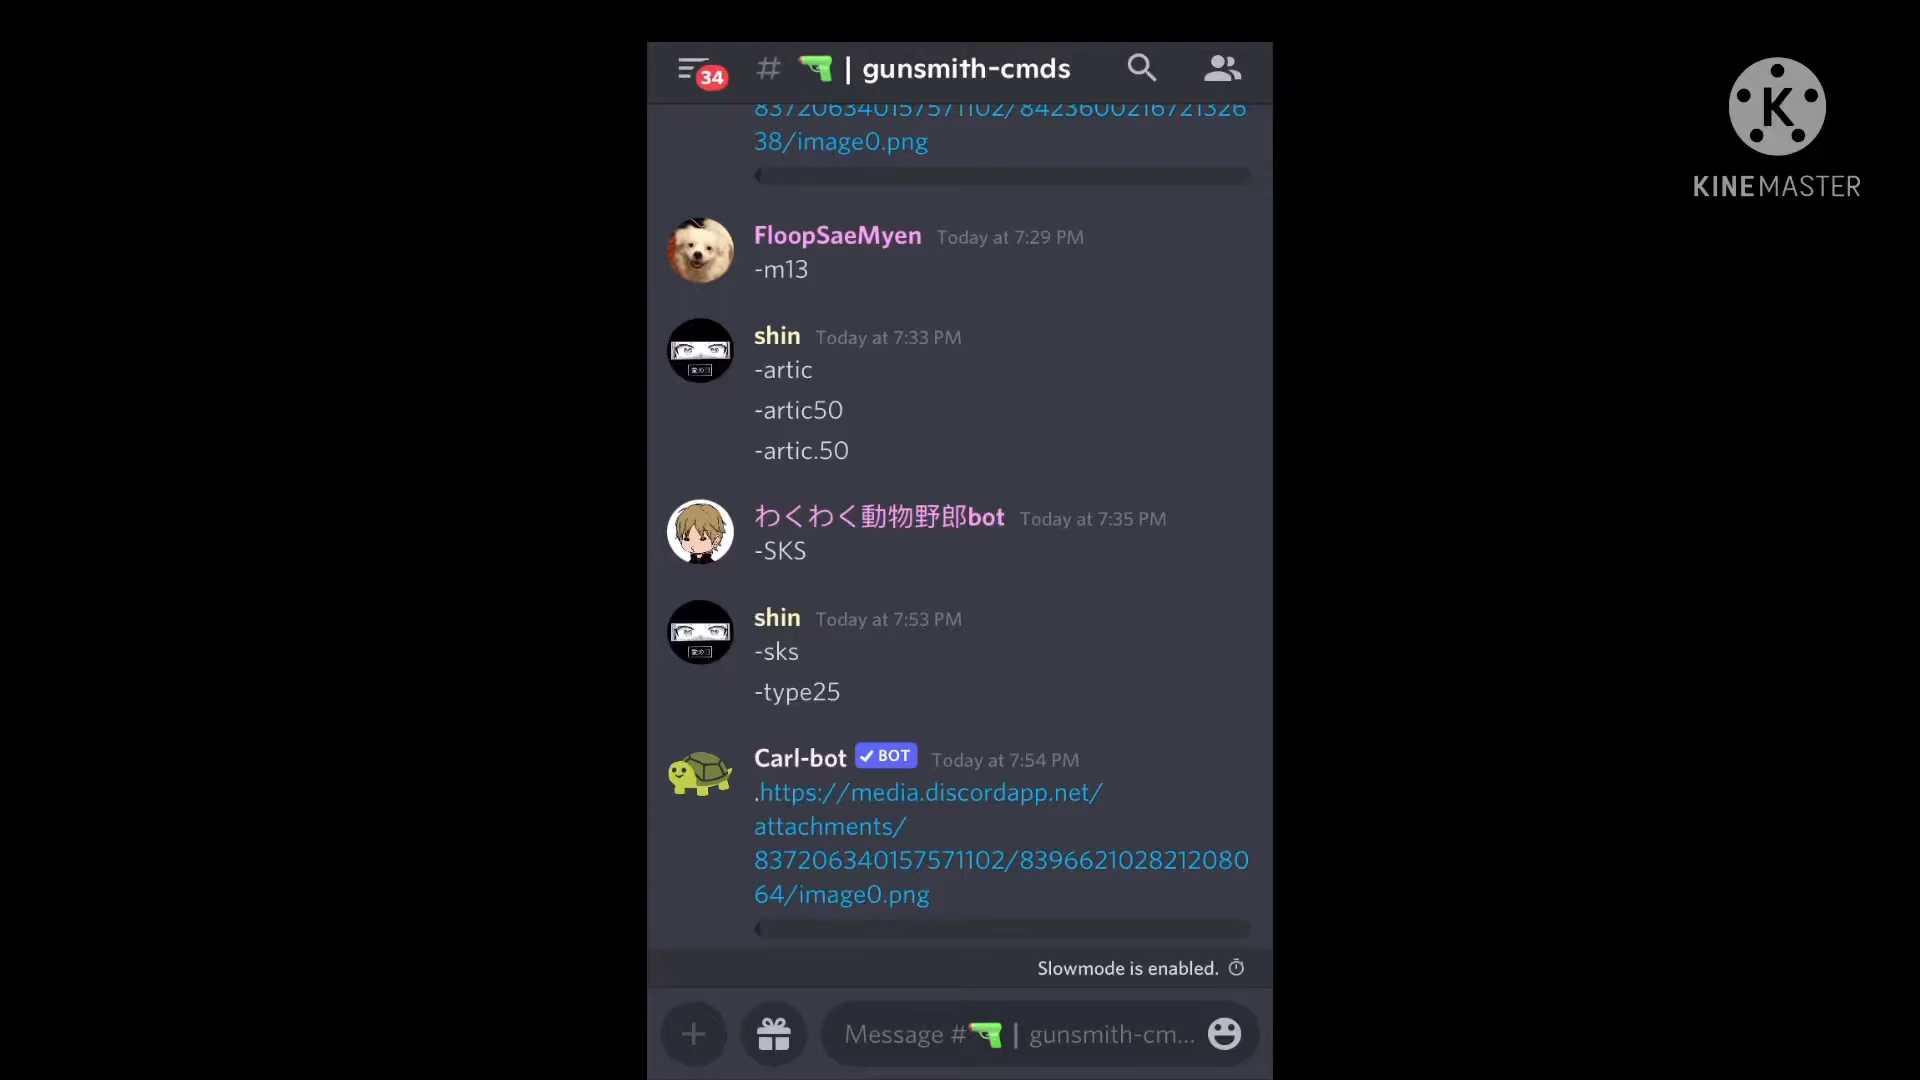 34 # | gunsmith-cmds
837206340157571102/8423600216721326
38/image0.png
FloopSaeMyen Today at 7:29 PM
-m13
shin Today at 7:33 PM
-artic
-artic50
-artic.50
わくわく動物野郎bot Today at 7:35 PM
-SKS
shin Today at 7:53 PM
-sks
-type25
Carl-bot BOT Today at 7:54 PM
.https://media.discordapp.net/
attachments/
837206340157571102/8396621028212080
64/image0.png
Slowmode is enabled.
Message # | gunsmith-cm...
K
KINEMASTER